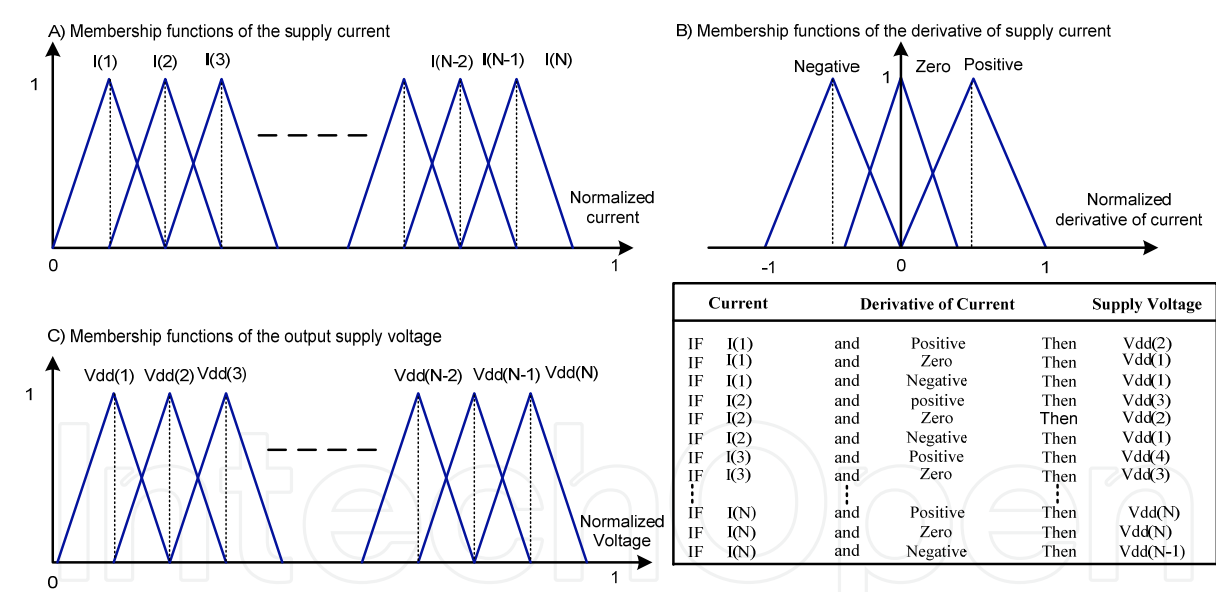 A) Membership functions of the supply current
I(1) I(2) I(3) I(N-2) I(N-1) I(N)
1
Normalized
current
0 1
B) Membership functions of the derivative of supply current
Negative 1 Zero Positive
Normalized
derivative of current
-1 0 1
C) Membership functions of the output supply voltage
Vdd(1) Vdd(2) Vdd(3) Vdd(N-2) Vdd(N-1) Vdd(N)
1
Normalized
Voltage
0 1
Current Derivative of Current Supply Voltage
IF I(1) and Positive Then Vdd(2)
IF I(1) and Zero Then Vdd(1)
IF I(1) and Negative Then Vdd(1)
IF I(2) and positive Then Vdd(3)
IF I(2) and Zero Then Vdd(2)
IF I(2) and Negative Then Vdd(1)
IF I(3) and Positive Then Vdd(4)
IF I(3) and Zero Then Vdd(3)
IF I(N) and Positive Then Vdd(N)
IF I(N) and Zero Then Vdd(N)
IF I(N) and Negative Then Vdd(N-1)
IntechOpen